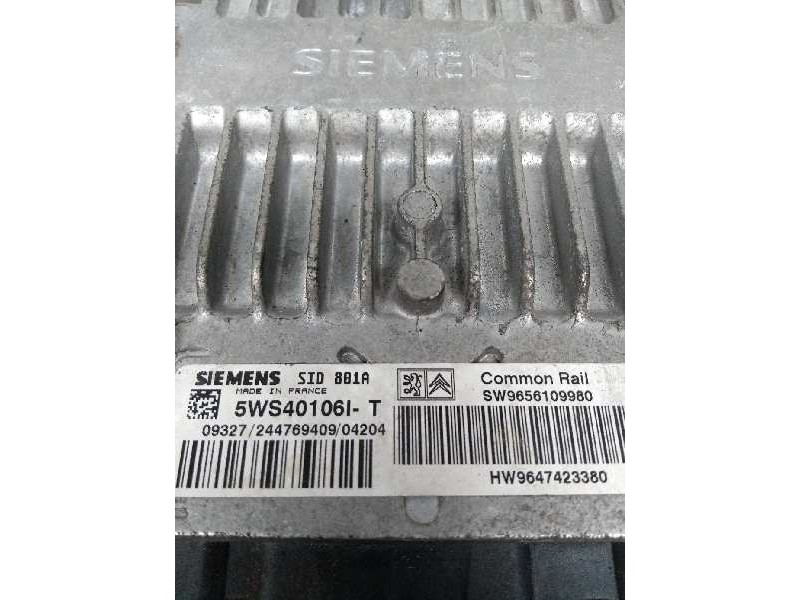 SIEMENS
SIEMENS SID 801A
MADE IN FRANCE
5WS40106I- T
09327/244769409/04204
Common Rail
SW9656109980
HW9647423380